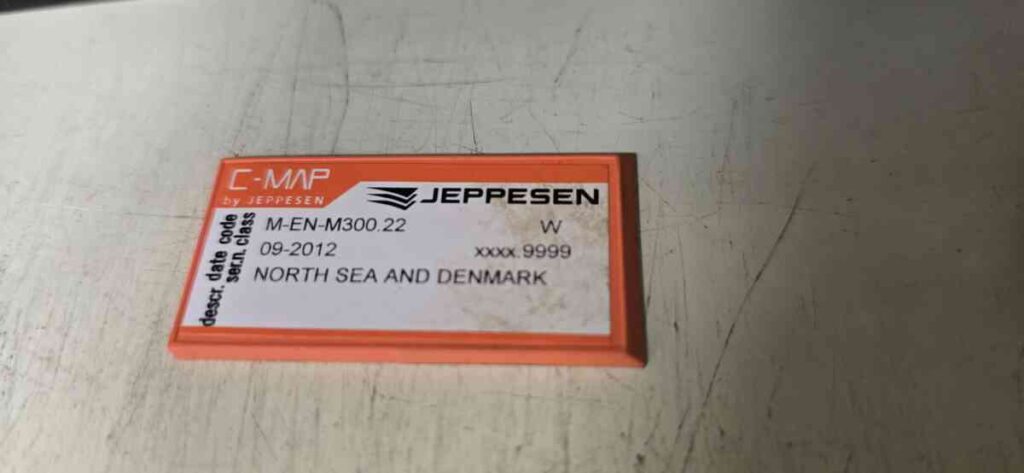 C-MAP
by JEPPESEN
JEPPESEN
code class
M-EN-M300.22 W
date ser.n.
09-2012 xxxx.9999
descr.
NORTH SEA AND DENMARK